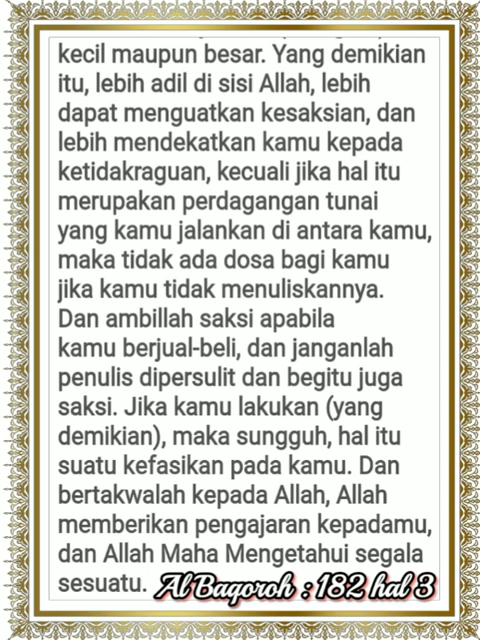 kecil maupun besar. Yang demikian
itu, lebih adil di sisi Allah, lebih
dapat menguatkan kesaksian, dan
lebih mendekatkan kamu kepada
ketidakraguan, kecuali jika hal itu
merupakan perdagangan tunai
yang kamu jalankan di antara kamu,
maka tidak ada dosa bagi kamu
jika kamu tidak menuliskannya.
Dan ambillah saksi apabila
kamu berjual-beli, dan janganlah
penulis dipersulit dan begitu juga
saksi. Jika kamu lakukan (yang
demikian), maka sungguh, hal itu
suatu kefasikan pada kamu. Dan
bertakwalah kepada Allah, Allah
memberikan pengajaran kepadamu,
dan Allah Maha Mengetahui segala
sesuatu. Al Baqoroh : 182 hal 3